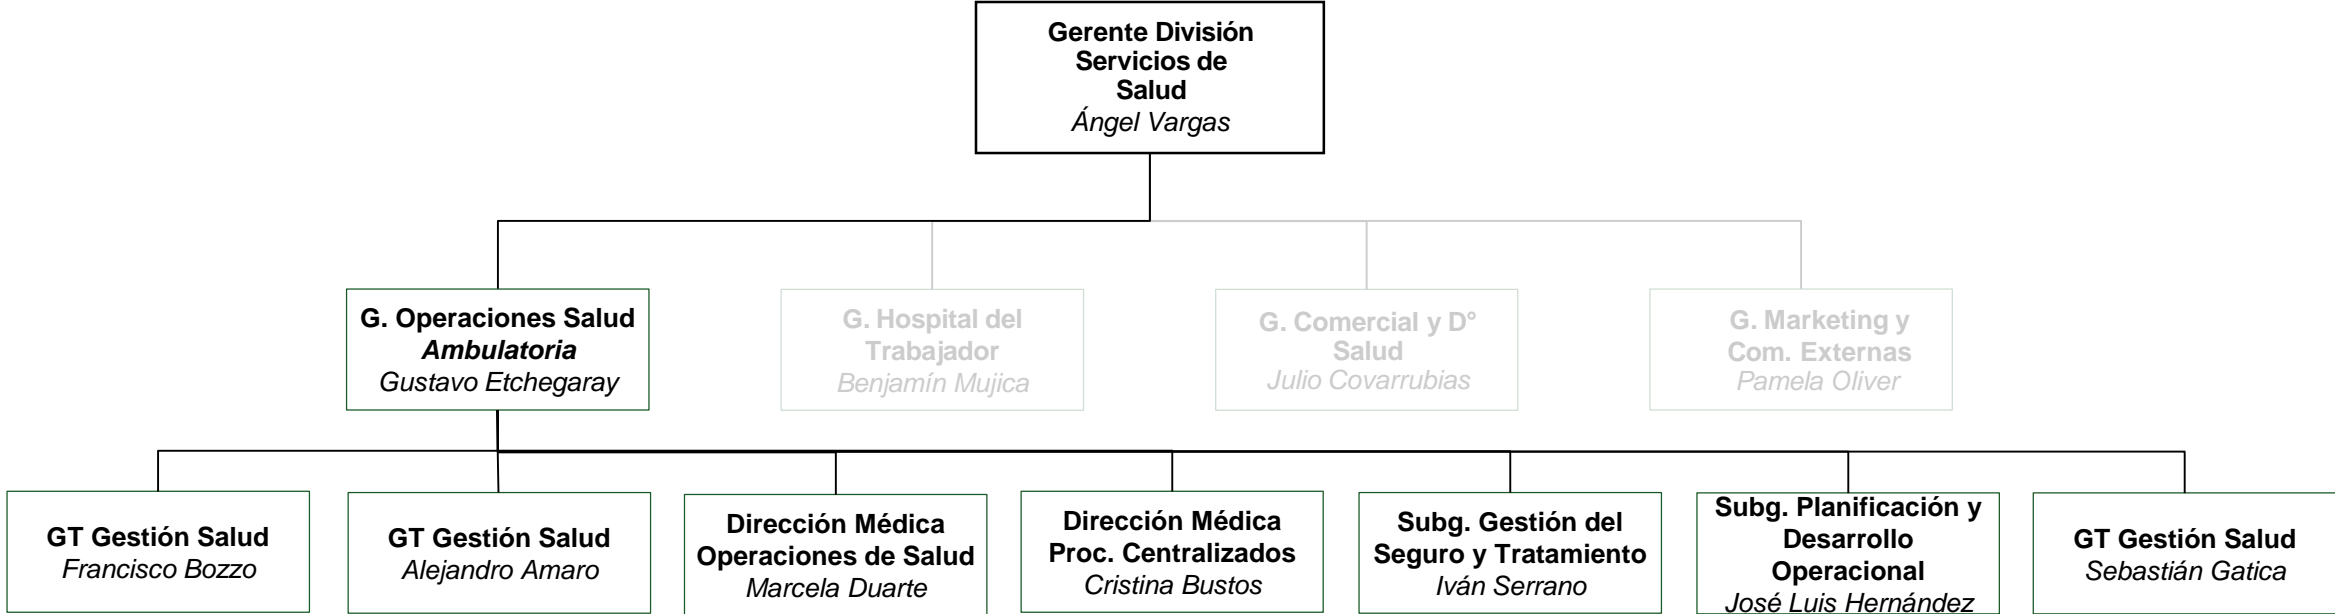 Gerente División
Servicios de
Salud
Ángel Vargas
G. Operaciones Salud
Ambulatoria
Gustavo Etchegaray
G. Hospital del
Trabajador
Benjamín Mujica
G. Comercial y D°
Salud
Julio Covarrubias
G. Marketing y
Com. Externas
Pamela Oliver
GT Gestión Salud
Francisco Bozzo
GT Gestión Salud
Alejandro Amaro
Dirección Médica
Operaciones de Salud
Marcela Duarte
Dirección Médica
Proc. Centralizados
Cristina Bustos
Subg. Gestión del
Seguro y Tratamiento
Iván Serrano
Subg. Planificación y
Desarrollo
Operacional
José Luis Hernández
GT Gestión Salud
Sebastián Gatica